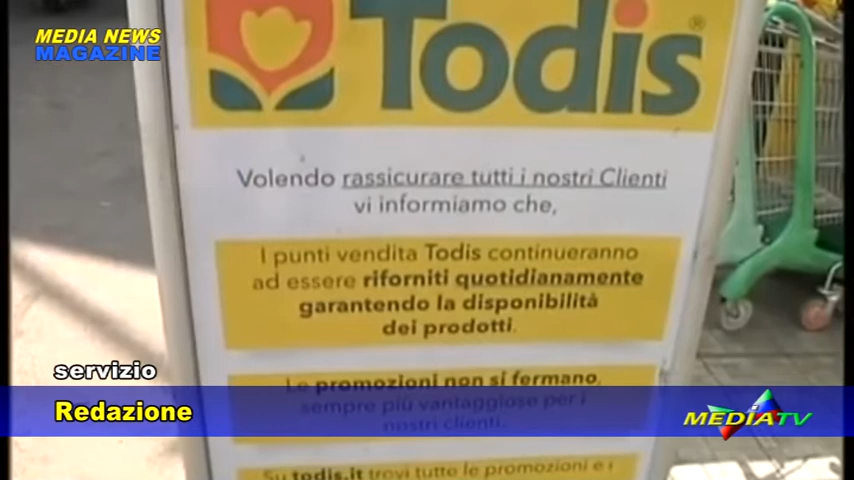 MEDIA NEWS
MAGAZINE
Todis®
Volendo rassicurare tutti i nostri Clienti
vi informiamo che,
I punti vendita Todis continueranno
ad essere riforniti quotidianamente
garantendo la disponibilità
dei prodotti.
Le promozioni non si fermano,
sempre più vantaggiose per i
nostri clienti.
Su todis.it trovi tutte le promozioni e i
servizio
Redazione
MEDIATV